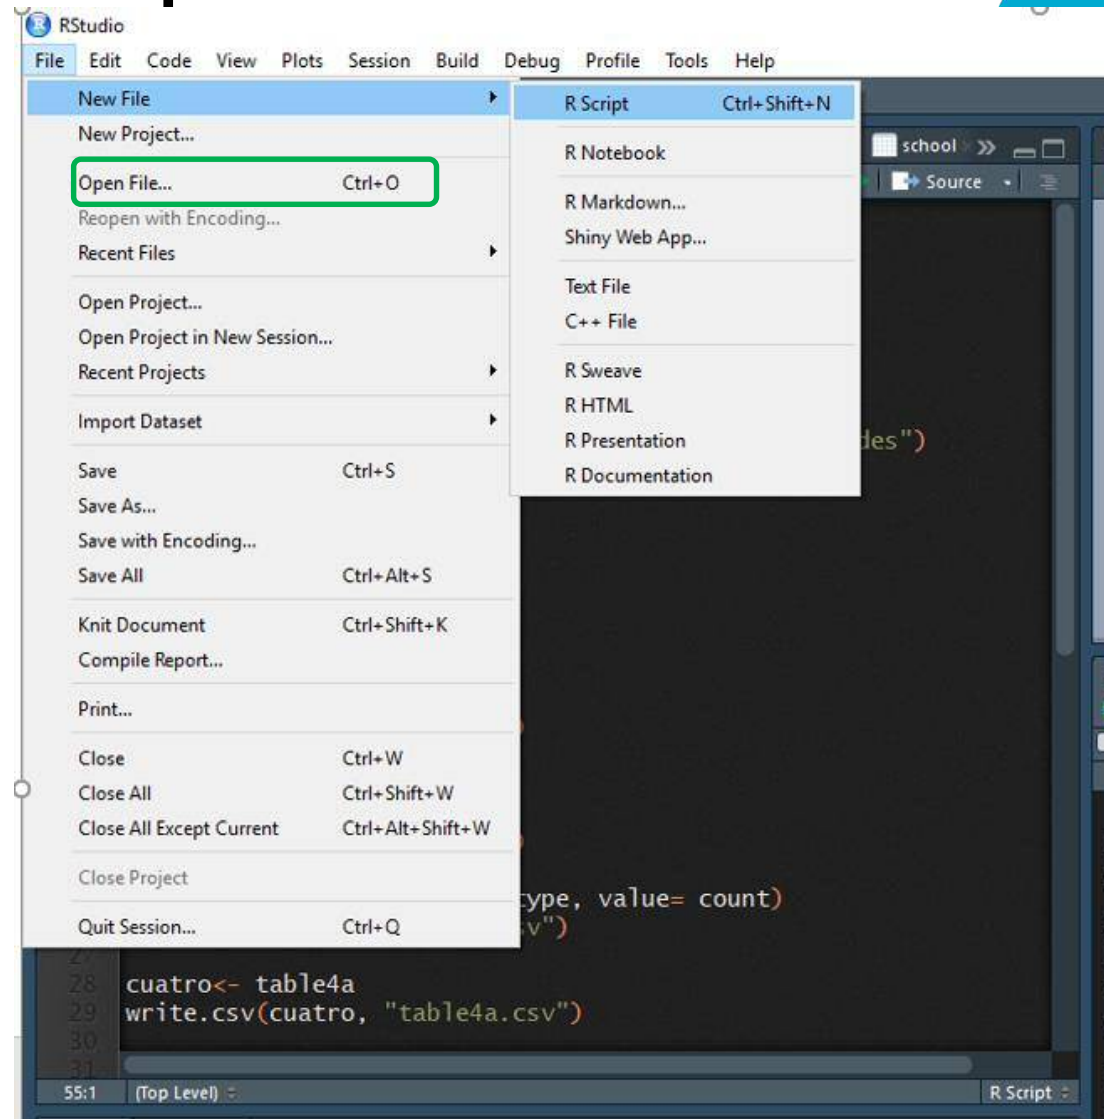 RStudio
File Edit Code View Plots Session Build Debug Profile Tools Help
New File
New Project...
Open File... Ctrl+O
Reopen with Encoding...
Recent Files
Open Project...
Open Project in New Session...
Recent Projects
Import Dataset
Save Ctrl+S
Save As...
Save with Encoding...
Save All Ctrl+Alt+S
Knit Document Ctrl+Shift+K
Compile Report...
Print...
Close Ctrl+W
Close All Ctrl+Shift+W
Close All Except Current Ctrl+Alt+Shift+W
Close Project
Quit Session... Ctrl+Q
R Script Ctrl+Shift+N
R Notebook
R Markdown...
Shiny Web App...
Text File
C++ File
R Sweave
R HTML
R Presentation
R Documentation
school
Source
des")
type, value= count)
v")
27
28 cuatro<- table4a
29 write.csv(cuatro, "table4a.csv")
30
31
55:1 (Top Level) R Script